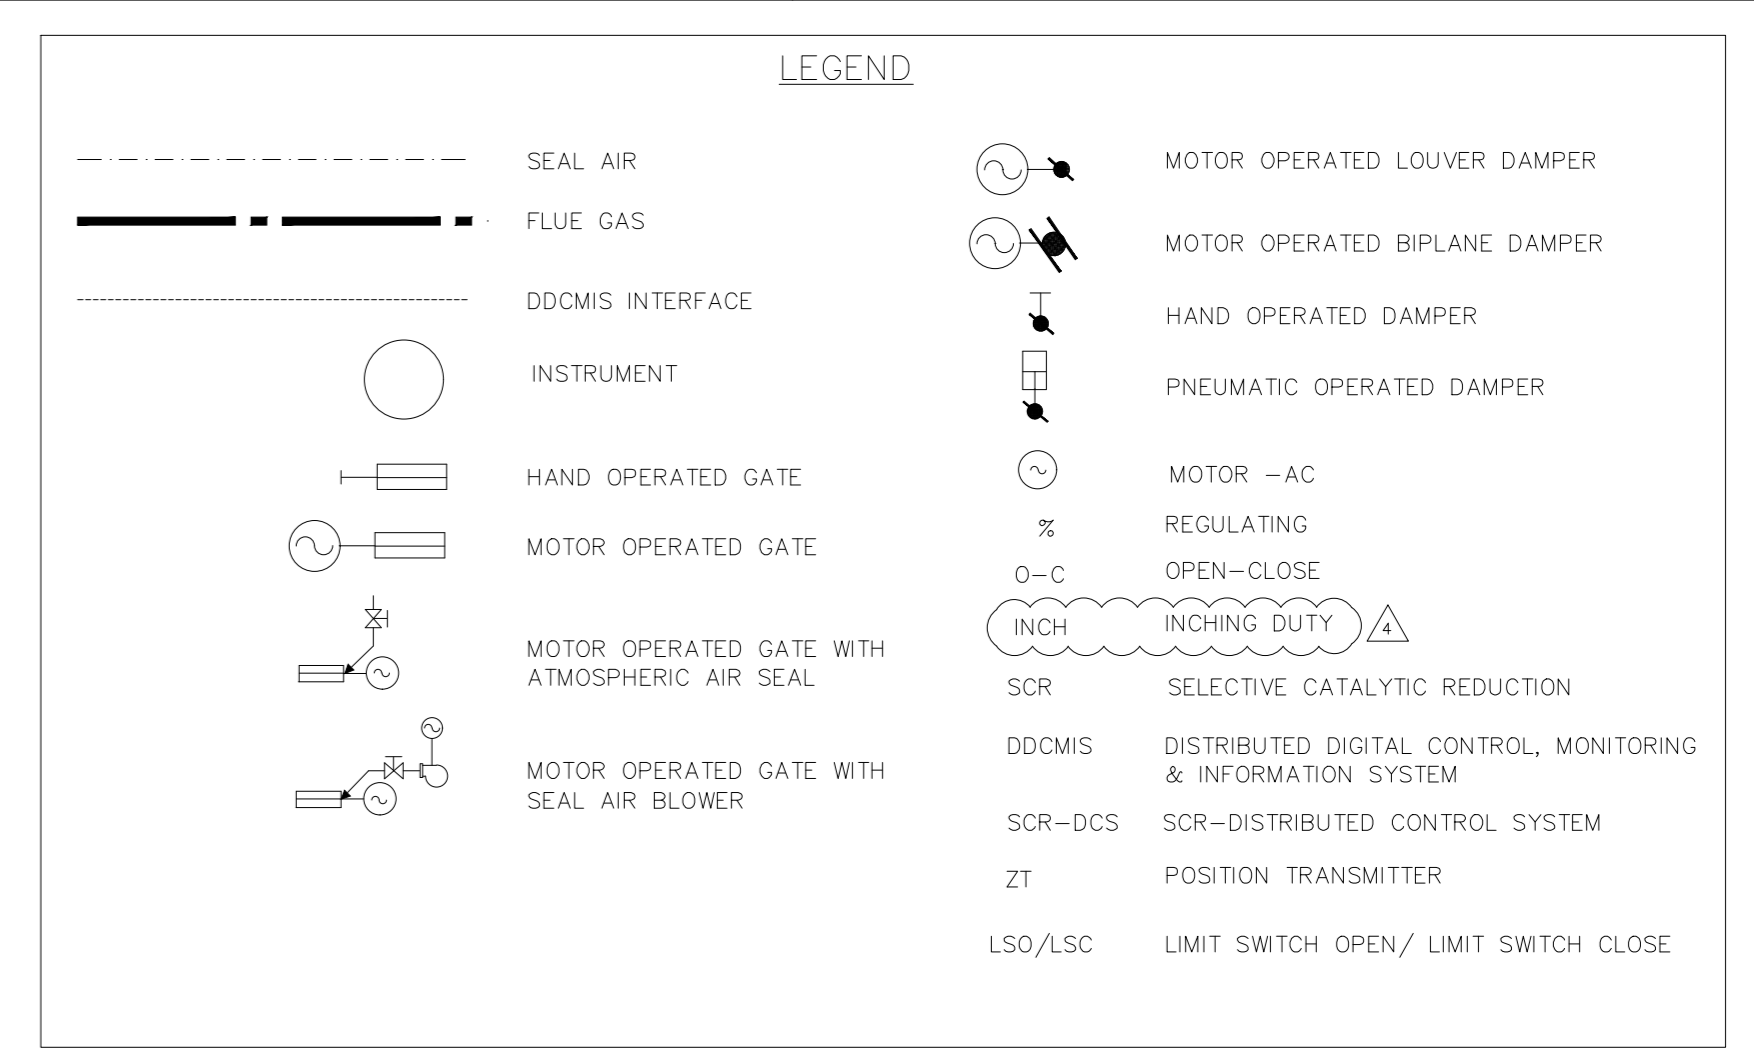 LEGEND
SEAL AIR
FLUE GAS
DDCMIS INTERFACE
INSTRUMENT
HAND OPERATED GATE
MOTOR OPERATED GATE
MOTOR OPERATED GATE WITH
ATMOSPHERIC AIR SEAL
MOTOR OPERATED GATE WITH
SEAL AIR BLOWER
MOTOR OPERATED LOUVER DAMPER
MOTOR OPERATED BIPLANE DAMPER
HAND OPERATED DAMPER
PNEUMATIC OPERATED DAMPER
MOTOR -AC
% REGULATING
O-C OPEN-CLOSE
INCH INCHING DUTY 4
SCR SELECTIVE CATALYTIC REDUCTION
DDCMIS DISTRIBUTED DIGITAL CONTROL, MONITORING
& INFORMATION SYSTEM
SCR-DCS SCR-DISTRIBUTED CONTROL SYSTEM
ZT POSITION TRANSMITTER
LSO/LSC LIMIT SWITCH OPEN/ LIMIT SWITCH CLOSE